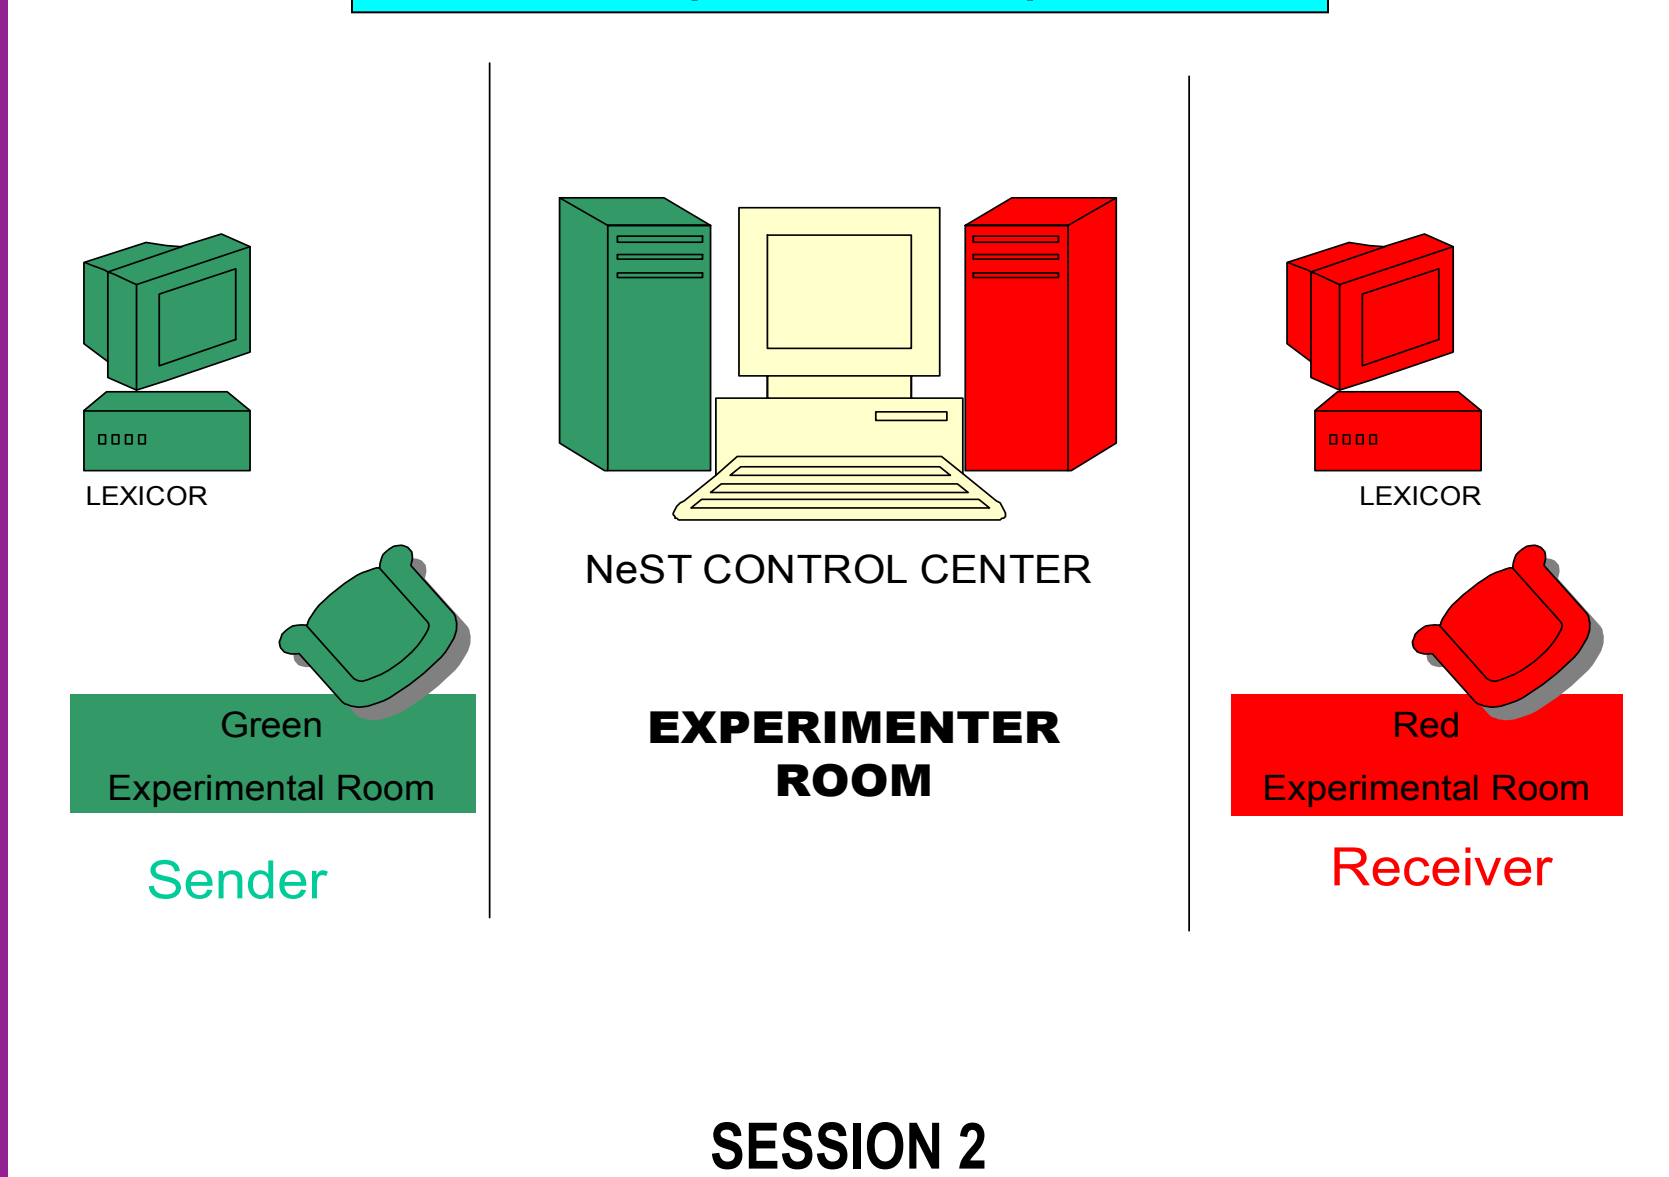 LEXICOR
LEXICOR
NeST CONTROL CENTER
Green
Experimental Room
EXPERIMENTER
ROOM
Red
Experimental Room
Sender
Receiver
SESSION 2